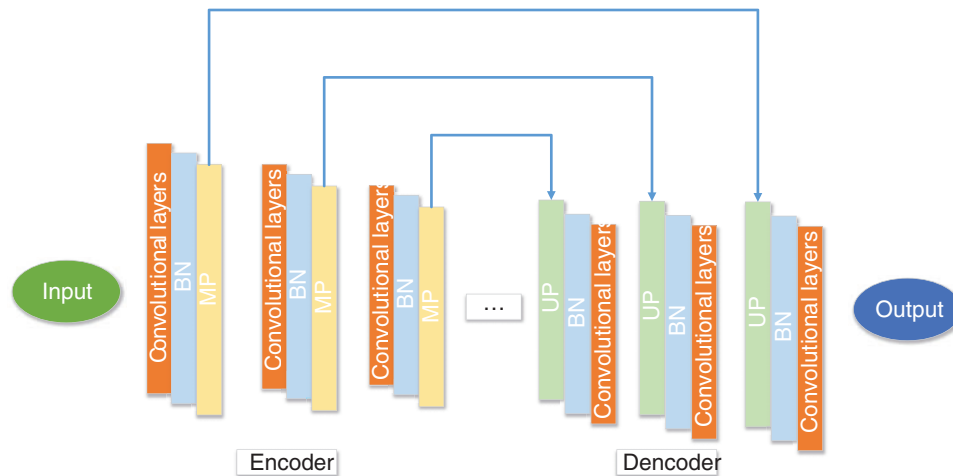 Input
Convolutional layers
BN
MP
Convolutional layers
BN
MP
Convolutional layers
BN
MP
...
UP
BN
Convolutional layers
UP
BN
Convolutional layers
UP
BN
Convolutional layers
Output
Encoder
Dencoder